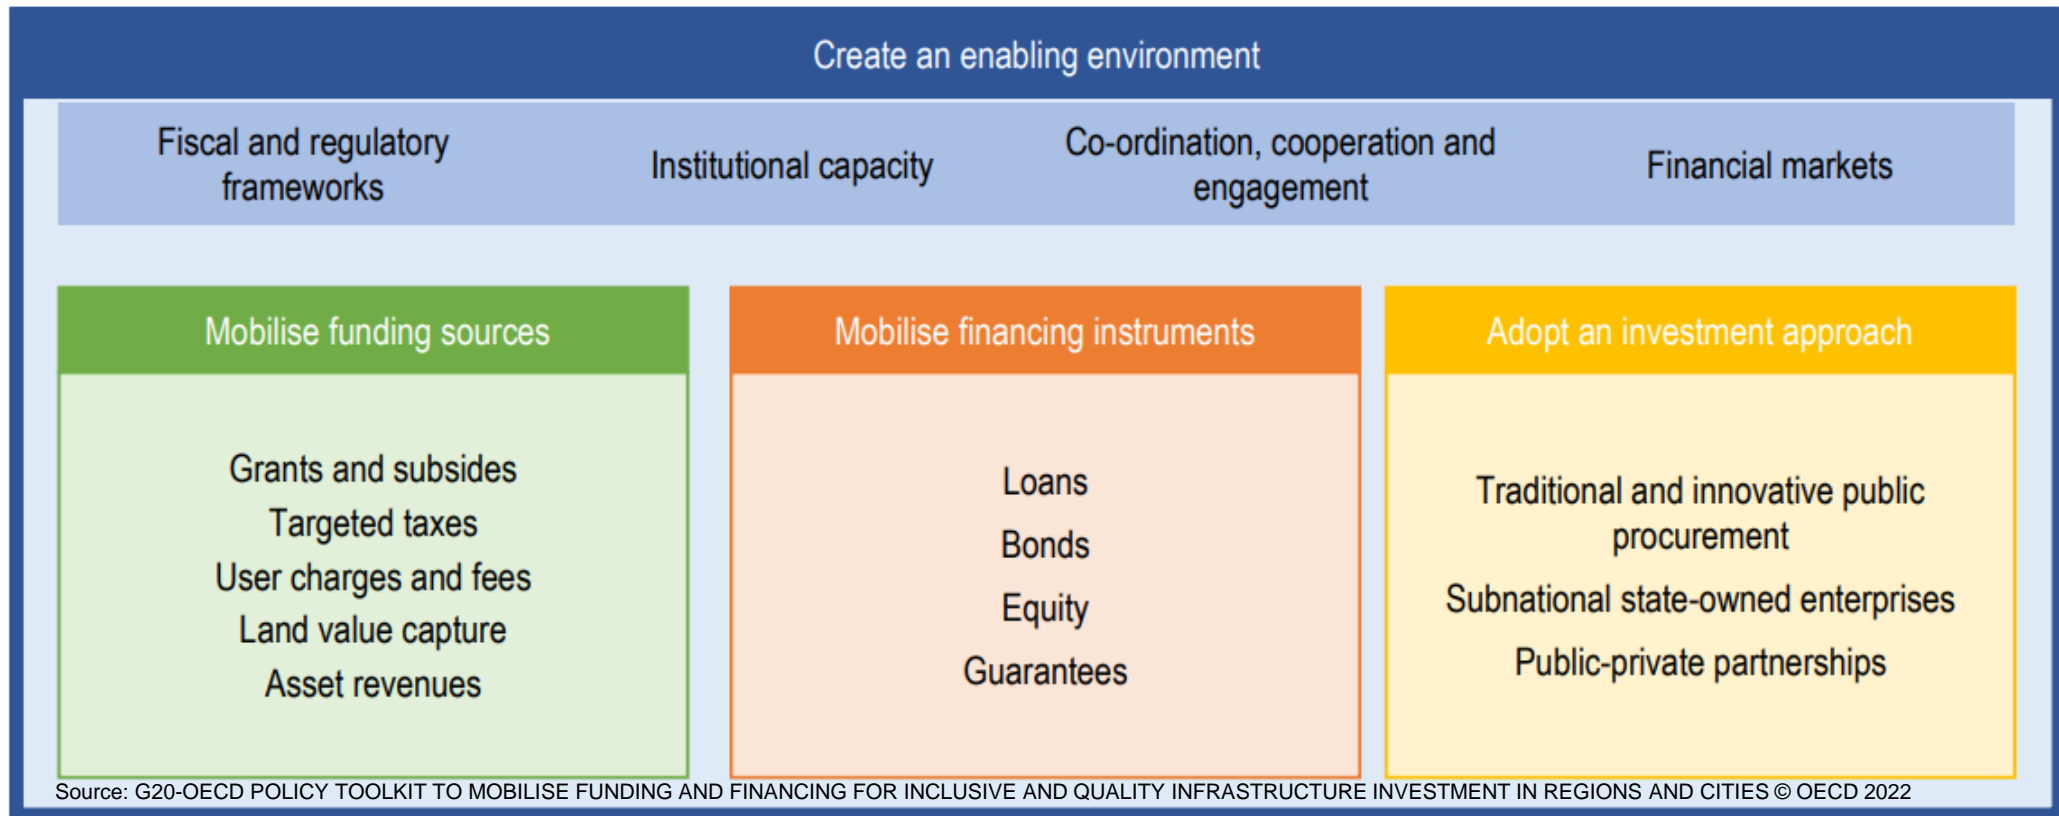 Create an enabling environment
Fiscal and regulatory
frameworks
Institutional capacity
Co-ordination, cooperation and
engagement
Financial markets
Mobilise funding sources
Grants and subsides
Targeted taxes
User charges and fees
Land value capture
Asset revenues
Mobilise financing instruments
Loans
Bonds
Equity
Guarantees
Adopt an investment approach
Traditional and innovative public
procurement
Subnational state-owned enterprises
Public-private partnerships
Source: G20-OECD POLICY TOOLKIT TO MOBILISE FUNDING AND FINANCING FOR INCLUSIVE AND QUALITY INFRASTRUCTURE INVESTMENT IN REGIONS AND CITIES © OECD 2022